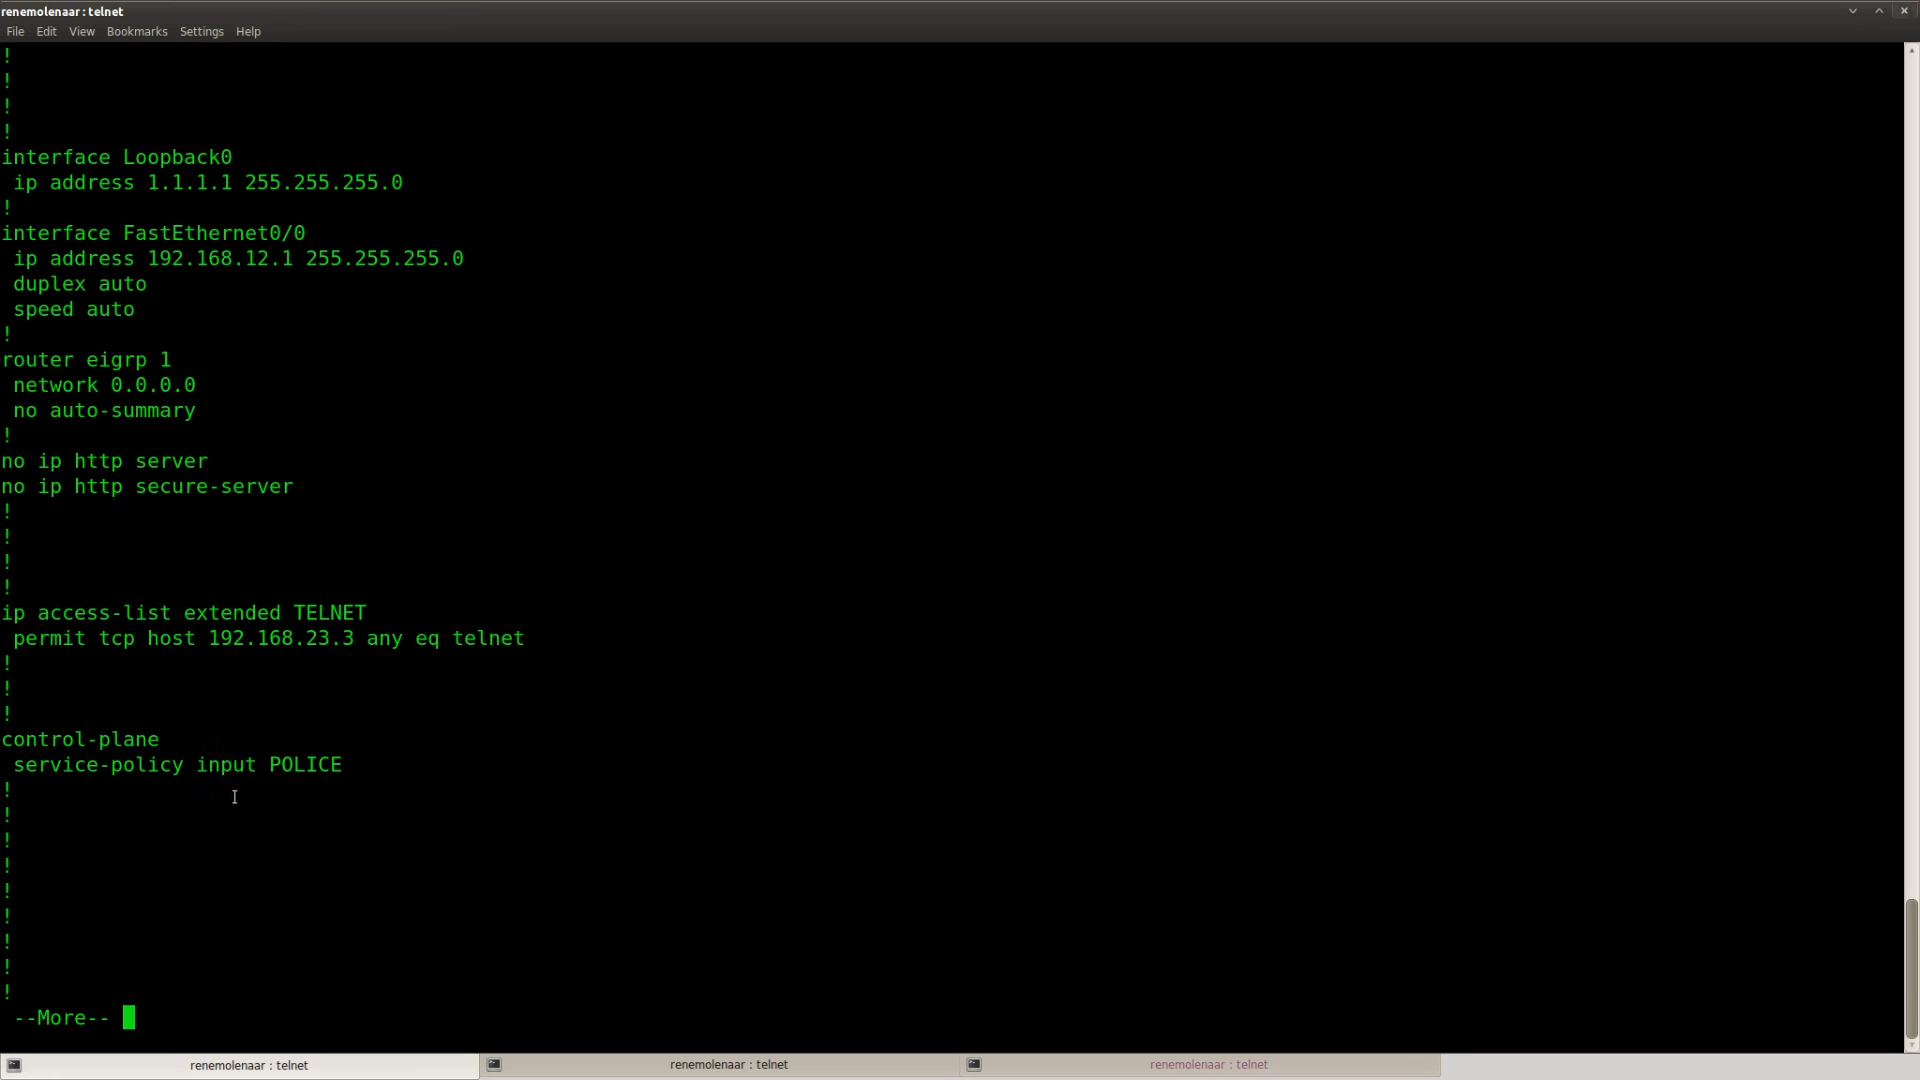 renemolenaar : telnet
File Edit View Bookmarks Settings Help
!
!
!
!
interface Loopback0
 ip address 1.1.1.1 255.255.255.0
!
interface FastEthernet0/0
 ip address 192.168.12.1 255.255.255.0
 duplex auto
 speed auto
!
router eigrp 1
 network 0.0.0.0
 no auto-summary
!
no ip http server
no ip http secure-server
!
!
!
!
ip access-list extended TELNET
 permit tcp host 192.168.23.3 any eq telnet
!
!
!
control-plane
 service-policy input POLICE
!
!
!
!
!
!
!
!
!
 --More--
renemolenaar : telnet renemolenaar : telnet renemolenaar : telnet